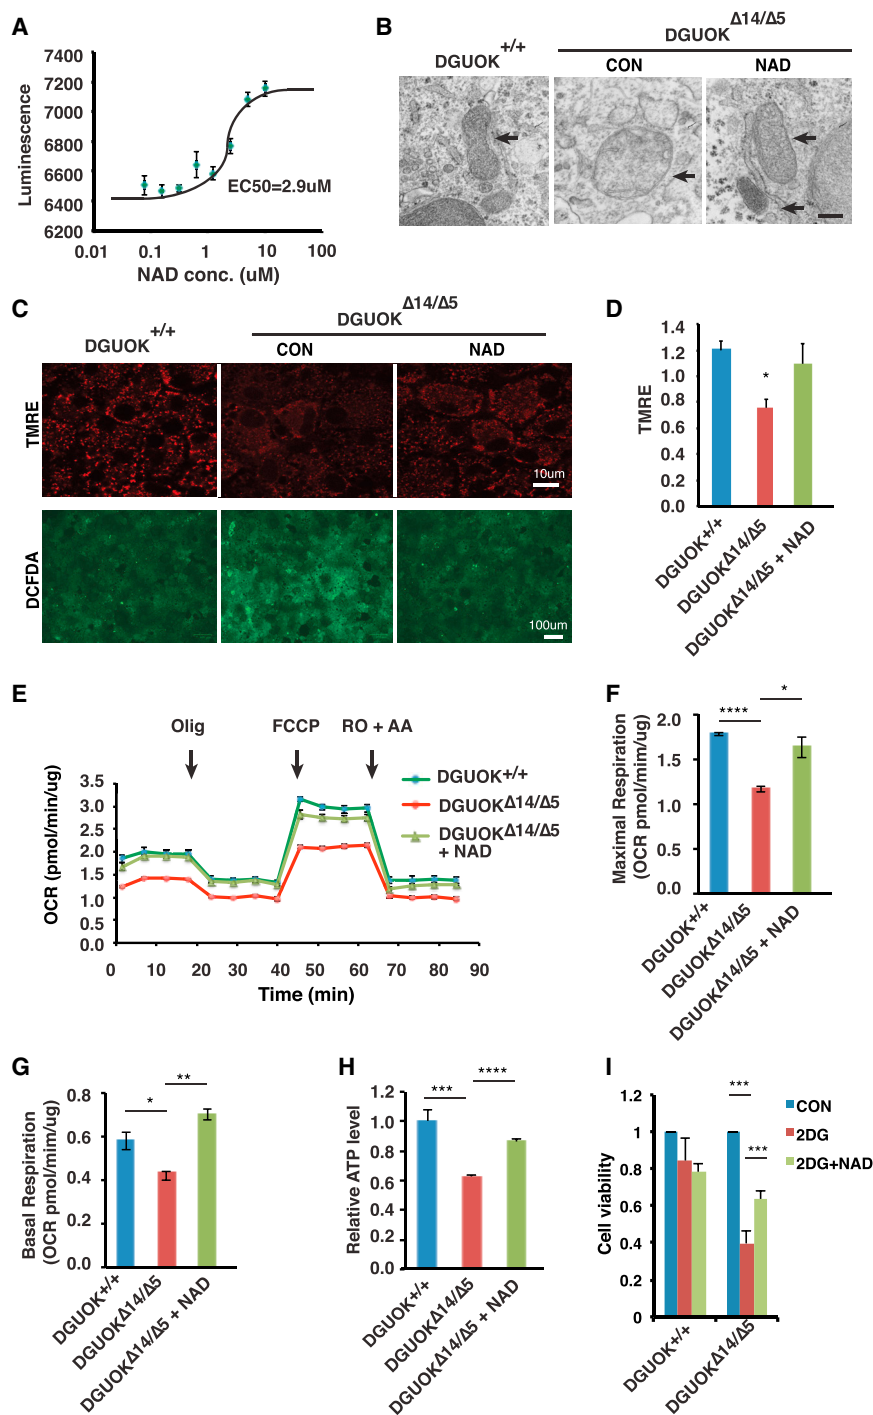 A
7400
7200
7000
6800
6600
6400
6200
Luminescence
EC50=2.9uM
0.01 0.1 1 10 100
NAD conc. (uM)
B
DGUOK+/+
DGUOKΔ14/Δ5
CON NAD
C
DGUOK+/+
DGUOKΔ14/Δ5
CON NAD
TMRE
10um
DCFDA
100um
D
1.4
1.2
1.0
0.8
0.6
0.4
0.2
0.0
TMRE
*
DGUOK+/+
DGUOKΔ14/Δ5
DGUOKΔ14/Δ5 + NAD
E
Olig FCCP RO + AA
3.5
3.0
2.5
2.0
1.5
1.0
0.5
0.0
OCR (pmol/min/ug)
DGUOK+/+
DGUOKΔ14/Δ5
DGUOKΔ14/Δ5
+ NAD
0 10 20 30 40 50 60 70 80 90
Time (min)
F
2.0
1.5
1.0
0.5
0.0
Maximal Respiration
(OCR pmol/mim/ug)
**** *
DGUOK+/+
DGUOKΔ14/Δ5
DGUOKΔ14/Δ5 + NAD
G
0.8
0.6
0.4
0.2
0.0
Basal Respiration
(OCR pmol/mim/ug)
* **
DGUOK+/+
DGUOKΔ14/Δ5
DGUOKΔ14/Δ5 + NAD
H
1.2
1.0
0.8
0.6
0.4
0.2
0.0
Relative ATP level
*** ****
DGUOK+/+
DGUOKΔ14/Δ5
DGUOKΔ14/Δ5 + NAD
I
1.2
1
0.8
0.6
0.4
0.2
0
Cell viability
***
***
CON
2DG
2DG+NAD
DGUOK+/+
DGUOKΔ14/Δ5